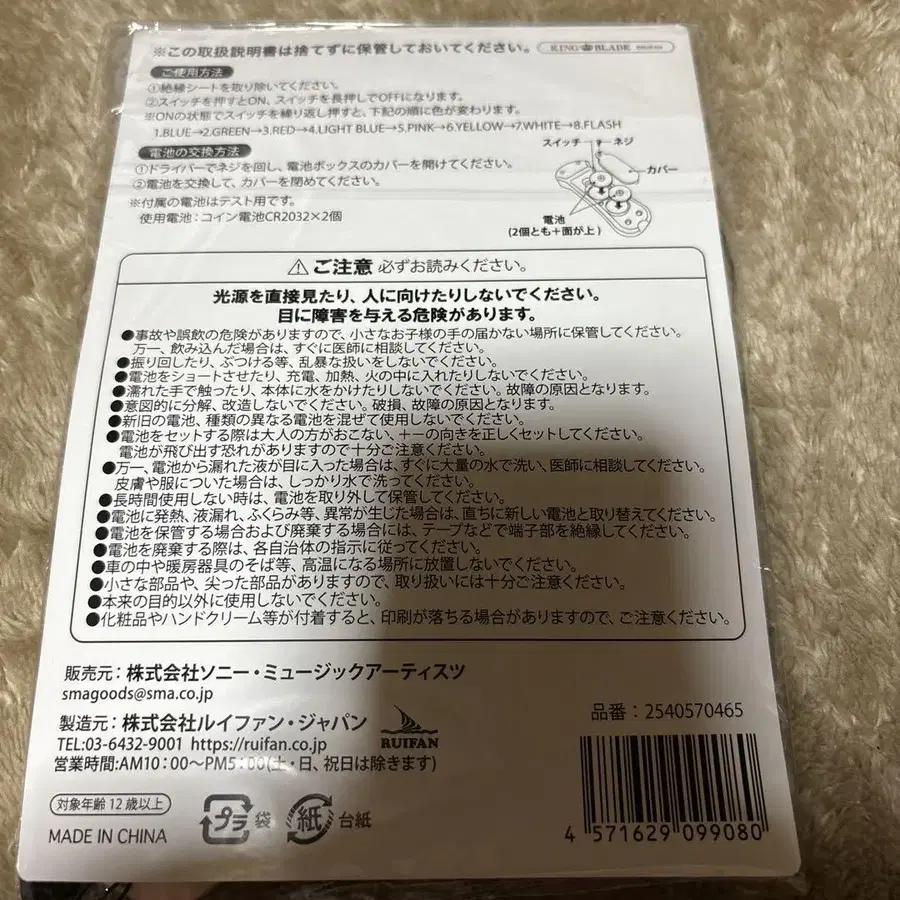 ※この取扱説明書は捨てずに保管しておいてください。
KING BLADE
ご使用方法
①絶縁シートを取り除いてください。
②スイッチを押すとON、スイッチを長押しでOFFになります。
※ONの状態でスイッチを繰り返し押すと、下記の順に色が変わります。
1.BLUE→2.GREEN→3.RED→4.LIGHT BLUE→5.PINK→6.YELLOW→7.WHITE→8.FLASH
電池の交換方法
①ドライバーでネジを回し、電池ボックスのカバーを開けてください。
②電池を交換して、カバーを閉めてください。
※付属の電池はテスト用です。
使用電池:コイン電池CR2032×2個
スイッチ
ネジ
カバー
電池
(2個とも+面が上)
⚠ご注意 必ずお読みください。
光源を直接見たり、人に向けたりしないでください。
目に障害を与える危険があります。
●事故や誤飲の危険がありますので、小さなお子様の手の届かない場所に保管してください。
万一、飲み込んだ場合は、すぐに医師に相談してください。
●振り回したり、ぶつける等、乱暴な扱いをしないでください。
●電池をショートさせたり、充電、加熱、火の中に入れたりしないでください。
●濡れた手で触ったり、本体に水をかけたりしないでください。故障の原因となります。
●意図的に分解、改造しないでください。破損、故障の原因となります。
●新旧の電池、種類の異なる電池を混ぜて使用しないでください。
●電池をセットする際は大人の方がおこない、+-の向きを正しくセットしてください。
電池が飛び出す恐れがありますので十分ご注意ください。
●万一、電池から漏れた液が目に入った場合は、すぐに大量の水で洗い、医師に相談してください。
皮膚や服についた場合は、しっかり水で洗ってください。
●長時間使用しない時は、電池を取り外して保管してください。
●電池に発熱、液漏れ、ふくらみ等、異常が生じた場合は、直ちに新しい電池と取り替えてください。
●電池を保管する場合および廃棄する場合には、テープなどで端子部を絶縁してください。
●電池を廃棄する際は、各自治体の指示に従ってください。
●車の中や暖房器具のそば等、高温になる場所に放置しないでください。
●小さな部品や、尖った部品がありますので、取り扱いには十分ご注意ください。
●本来の目的以外に使用しないでください。
●化粧品やハンドクリーム等が付着すると、印刷が落ちる場合がありますので、ご注意ください。
販売元:株式会社ソニー・ミュージックアーティスツ
smagoods@sma.co.jp
製造元:株式会社ルイファン・ジャパン
TEL:03-6432-9001 https://ruifan.co.jp
営業時間:AM10:00～PM5:00(土・日、祝日は除きます)
RUIFAN
品番:2540570465
対象年齢12歳以上
MADE IN CHINA
プラ 袋
紙 台紙
4 571629 099080